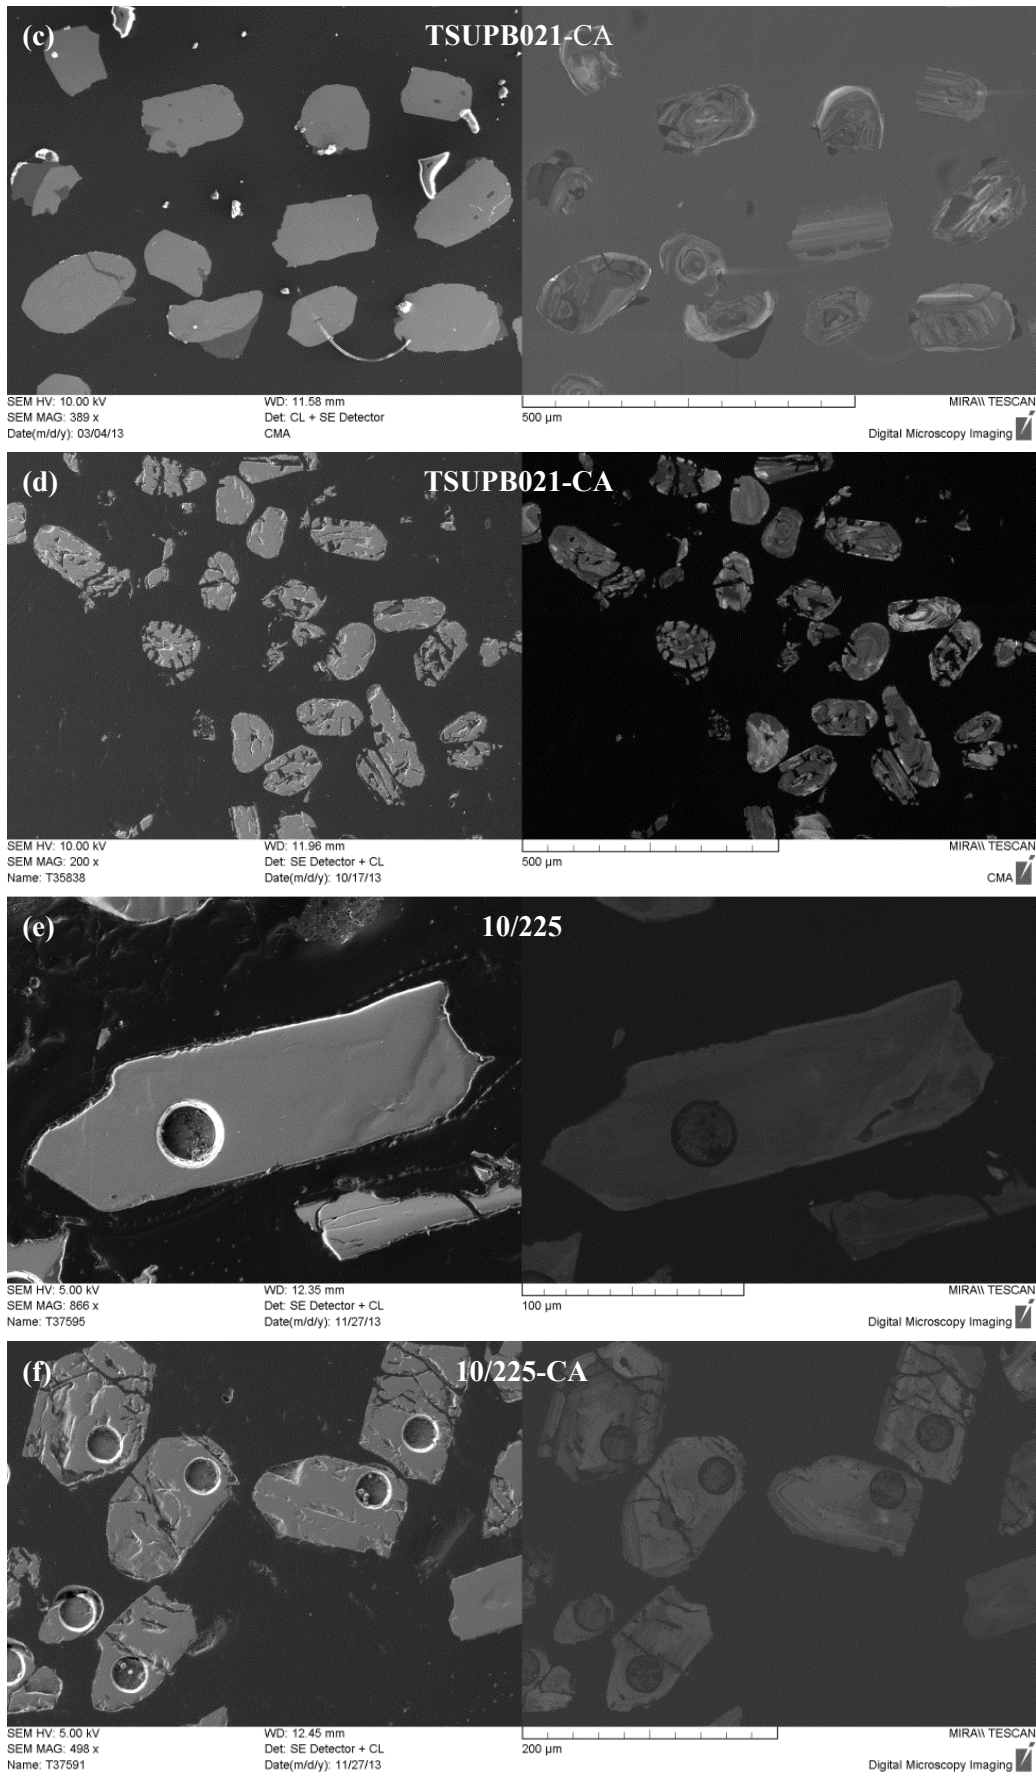 (c) TSUPB021-CA
SEM HV: 10.00 kV WD: 11.58 mm MIRA\\ TESCAN
SEM MAG: 389 x Det: CL + SE Detector 500 µm
Date(m/d/y): 03/04/13 CMA Digital Microscopy Imaging
(d) TSUPB021-CA
SEM HV: 10.00 kV WD: 11.96 mm MIRA\\ TESCAN
SEM MAG: 200 x Det: SE Detector + CL 500 µm
Name: T35838 Date(m/d/y): 10/17/13 CMA
(e) 10/225
SEM HV: 5.00 kV WD: 12.35 mm MIRA\\ TESCAN
SEM MAG: 866 x Det: SE Detector + CL 100 µm
Name: T37595 Date(m/d/y): 11/27/13 Digital Microscopy Imaging
(f) 10/225-CA
SEM HV: 5.00 kV WD: 12.45 mm MIRA\\ TESCAN
SEM MAG: 498 x Det: SE Detector + CL 200 µm
Name: T37591 Date(m/d/y): 11/27/13 Digital Microscopy Imaging